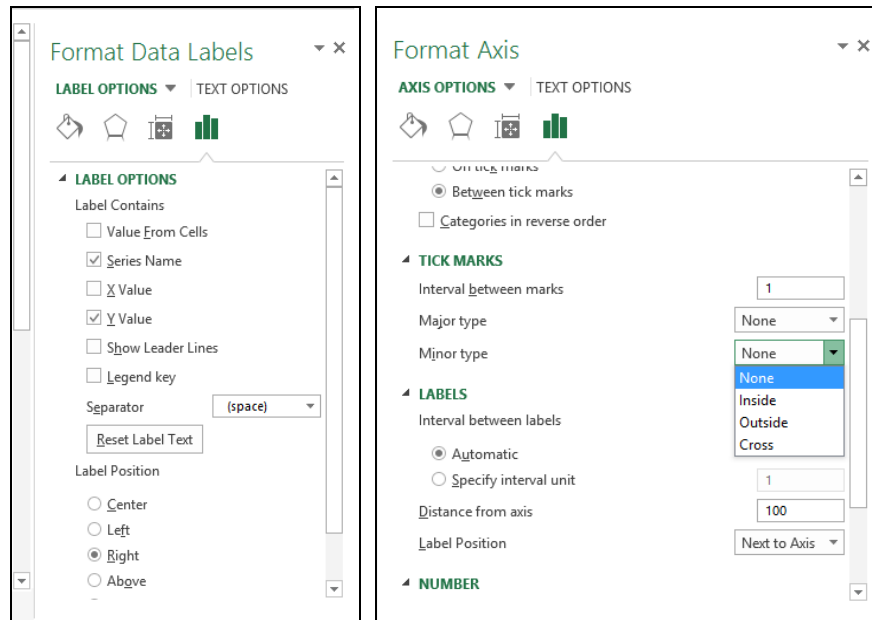 Format Data Labels
LABEL OPTIONS TEXT OPTIONS
LABEL OPTIONS
Label Contains
Value From Cells
Series Name
X Value
Y Value
Show Leader Lines
Legend key
Separator (space)
Reset Label Text
Label Position
Center
Left
Right
Above
Format Axis
AXIS OPTIONS TEXT OPTIONS
On tick marks
Between tick marks
Categories in reverse order
TICK MARKS
Interval between marks 1
Major type None
Minor type None
None
Inside
Outside
Cross
LABELS
Interval between labels
Automatic
Specify interval unit 1
Distance from axis 100
Label Position Next to Axis
NUMBER